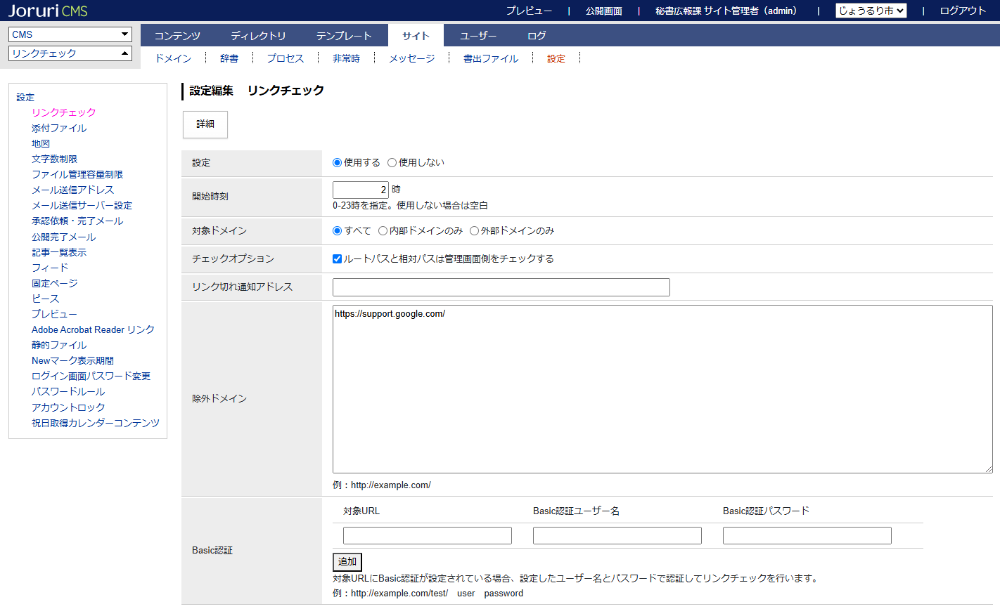 Joruri CMS
プレビュー | 公開画面 | 秘書広報課 サイト管理者（admin） | じょうるり市 | ログアウト
CMS
リンクチェック
コンテンツ ディレクトリ テンプレート サイト ユーザー ログ
ドメイン 辞書 プロセス 非常時 メッセージ 書出ファイル 設定
設定
リンクチェック
添付ファイル
地図
文字数制限
ファイル管理容量制限
メール送信アドレス
メール送信サーバー設定
承認依頼・完了メール
公開完了メール
記事一覧表示
フィード
固定ページ
ピース
プレビュー
Adobe Acrobat Reader リンク
静的ファイル
Newマーク表示期間
ログイン画面パスワード変更
パスワードルール
アカウントロック
祝日取得カレンダーコンテンツ
設定編集 リンクチェック
詳細
設定 使用する 使用しない
開始時刻
2 時
0-23時を指定。使用しない場合は空白
対象ドメイン すべて 内部ドメインのみ 外部ドメインのみ
チェックオプション ルートパスと相対パスは管理画面側をチェックする
リンク切れ通知アドレス
除外ドメイン
https://support.google.com/
例：http://example.com/
Basic認証
対象URL Basic認証ユーザー名 Basic認証パスワード
追加
対象URLにBasic認証が設定されている場合、設定したユーザー名とパスワードで認証してリンクチェックを行います。
例：http://example.com/test/ user password